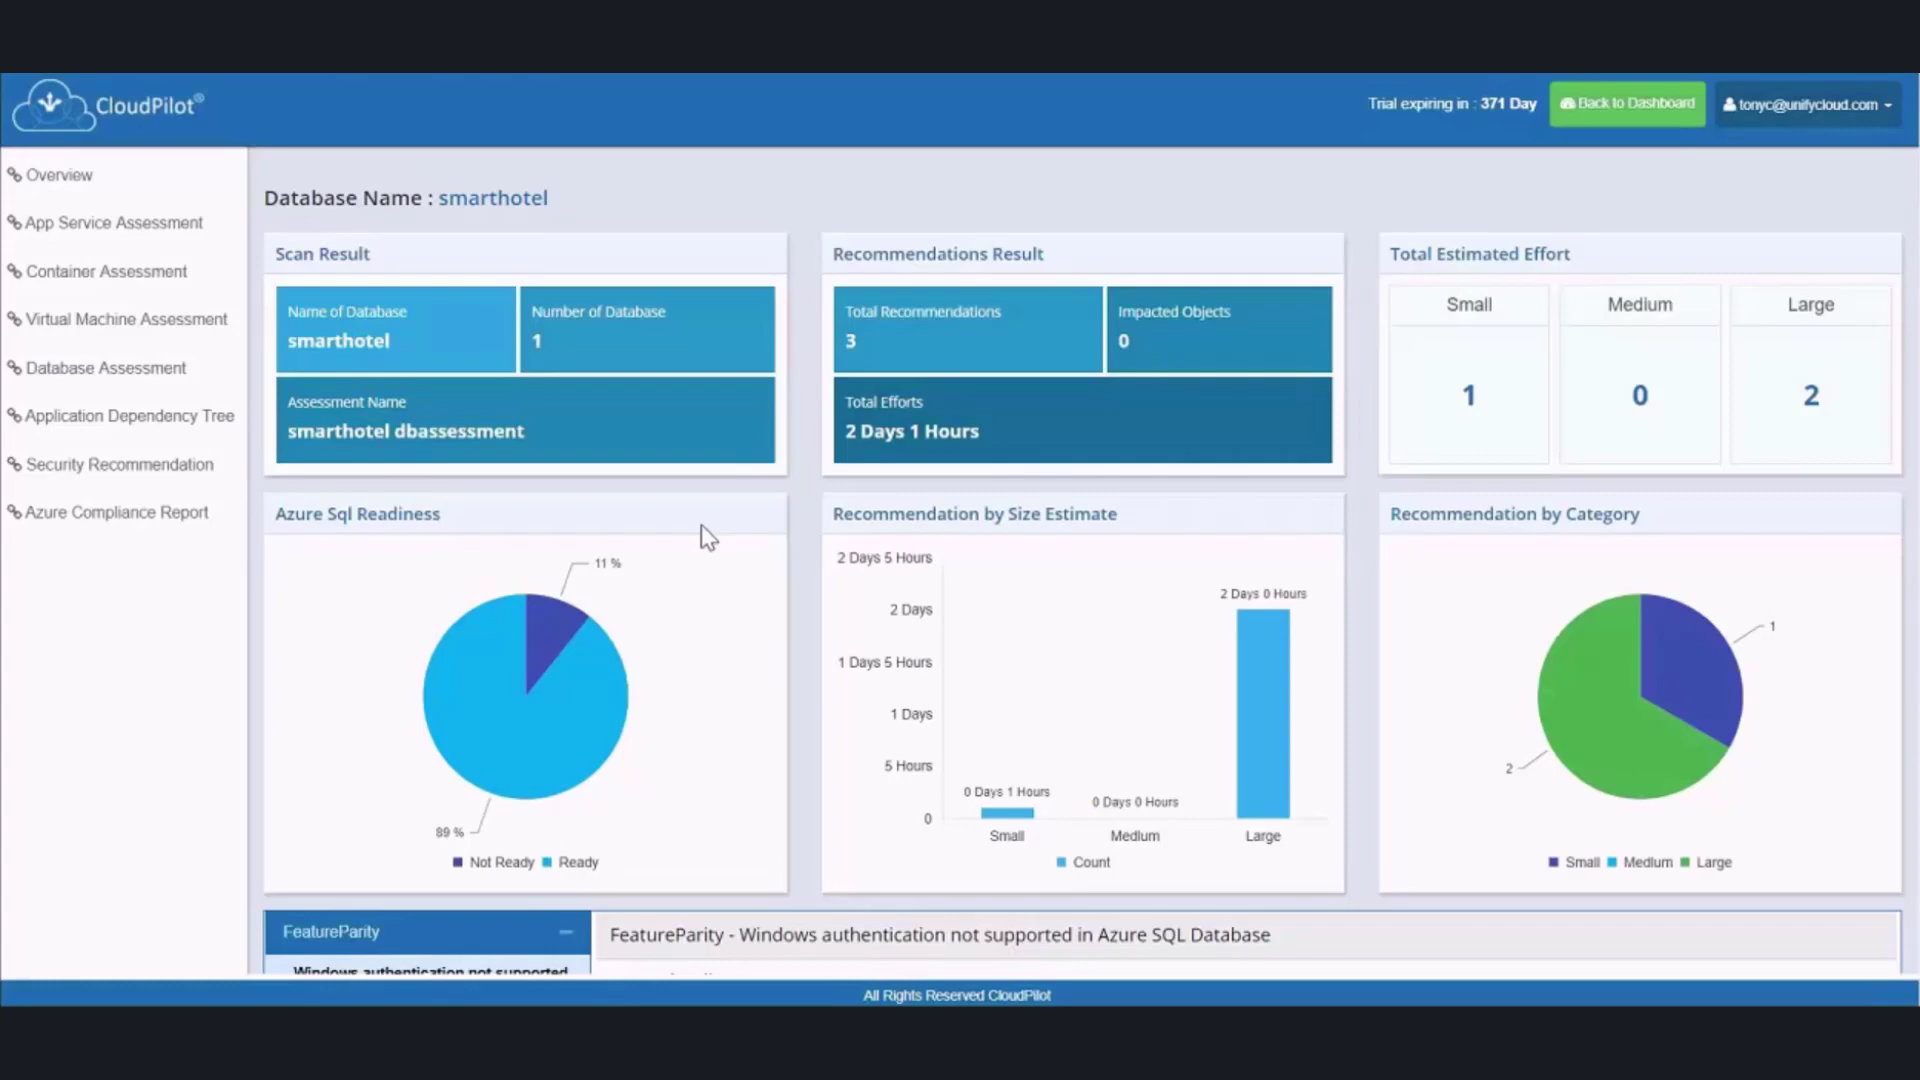 CloudPilot®
Trial expiring in : 371 Day
Back to Dashboard
tonyc@unifycloud.com
Overview
App Service Assessment
Container Assessment
Virtual Machine Assessment
Database Assessment
Application Dependency Tree
Security Recommendation
Azure Compliance Report
Database Name : smarthotel
Scan Result
Name of Database
smarthotel
Number of Database
1
Assessment Name
smarthotel dbassessment
Recommendations Result
Total Recommendations
3
Impacted Objects
0
Total Efforts
2 Days 1 Hours
Total Estimated Effort
Small
1
Medium
0
Large
2
Azure Sql Readiness
11 %
89 %
Not Ready
Ready
Recommendation by Size Estimate
2 Days 5 Hours
2 Days
1 Days 5 Hours
1 Days
5 Hours
0
0 Days 1 Hours
0 Days 0 Hours
2 Days 0 Hours
Small
Medium
Large
Count
Recommendation by Category
1
2
Small
Medium
Large
FeatureParity
Windows authentication not supported
FeatureParity - Windows authentication not supported in Azure SQL Database
All Rights Reserved CloudPilot